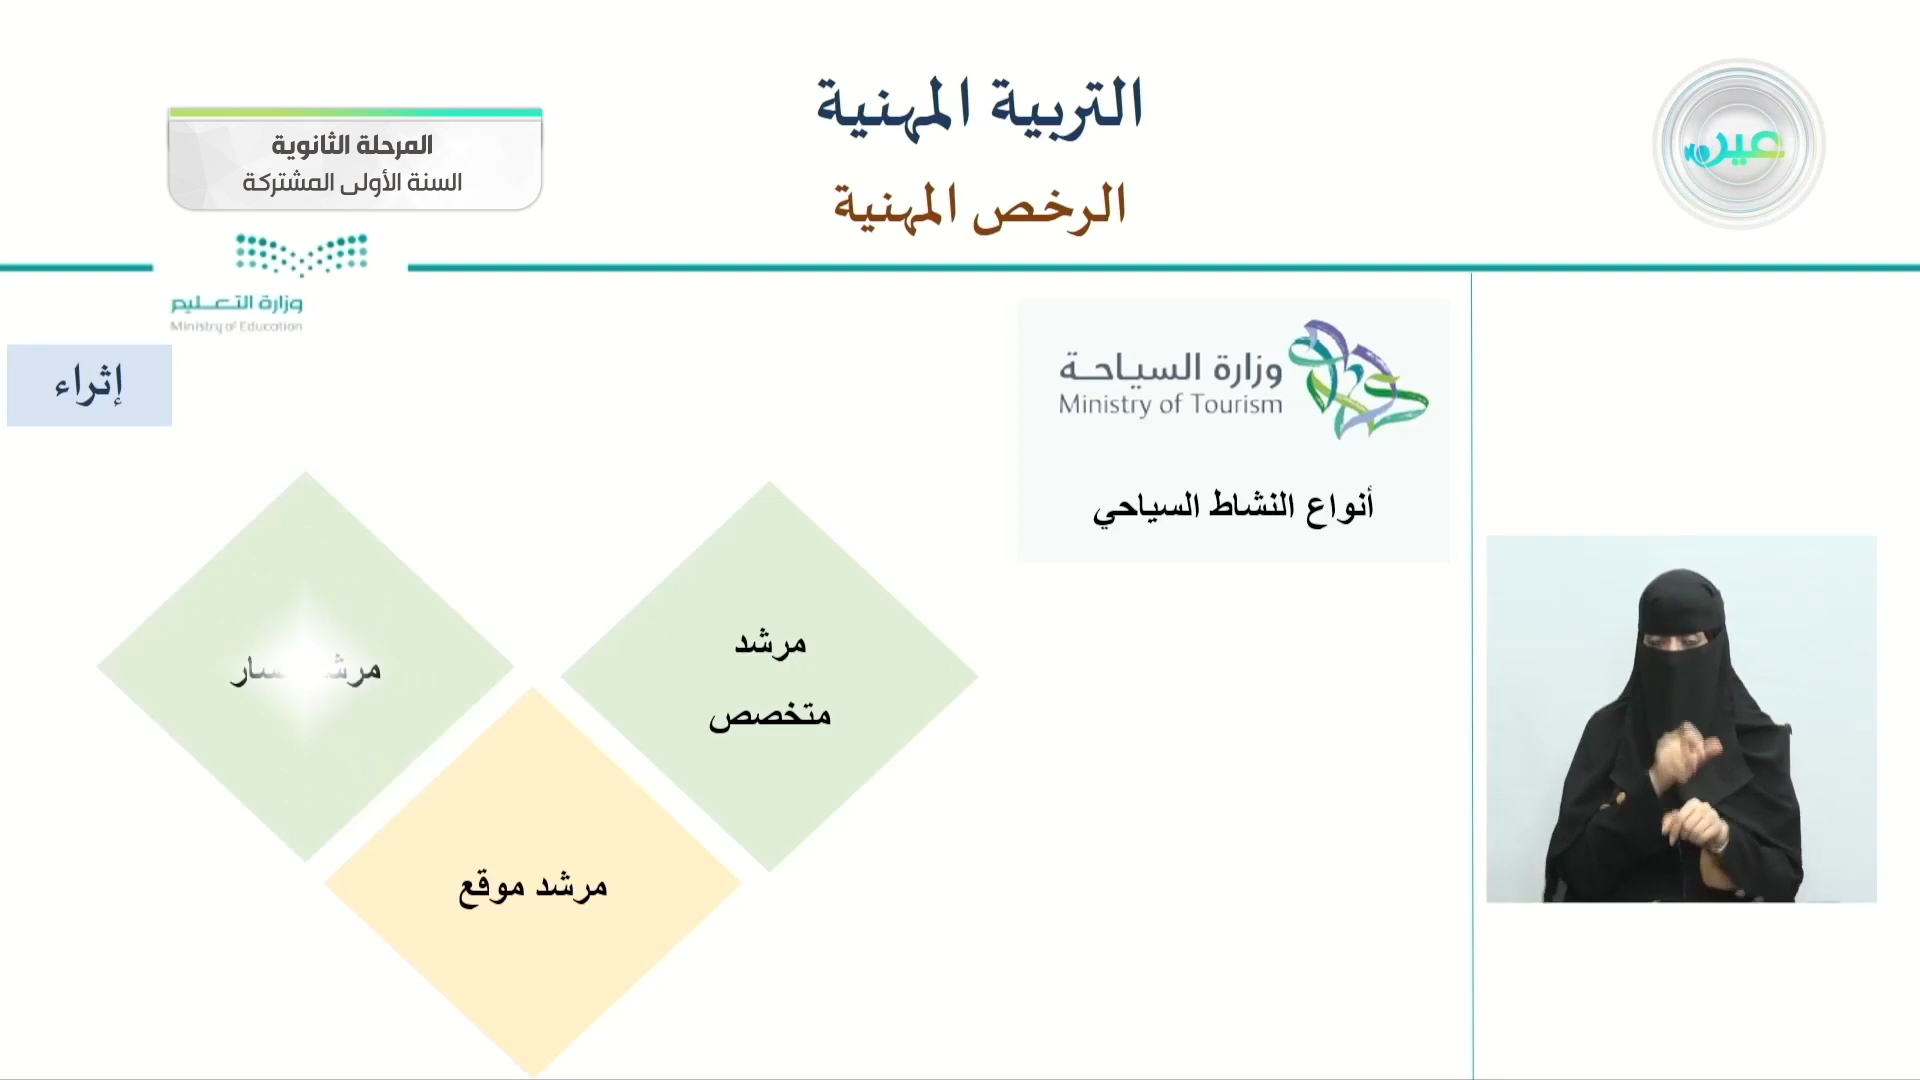 التربية المهنية
الرخص المهنية
عين
المرحلة الثانوية
السنة الأولى المشتركة
وزارة التعليم
Ministry of Education
إثراء
وزارة السياحة
Ministry of Tourism
أنواع النشاط السياحي
مرشد
متخصص
مرشد موقع